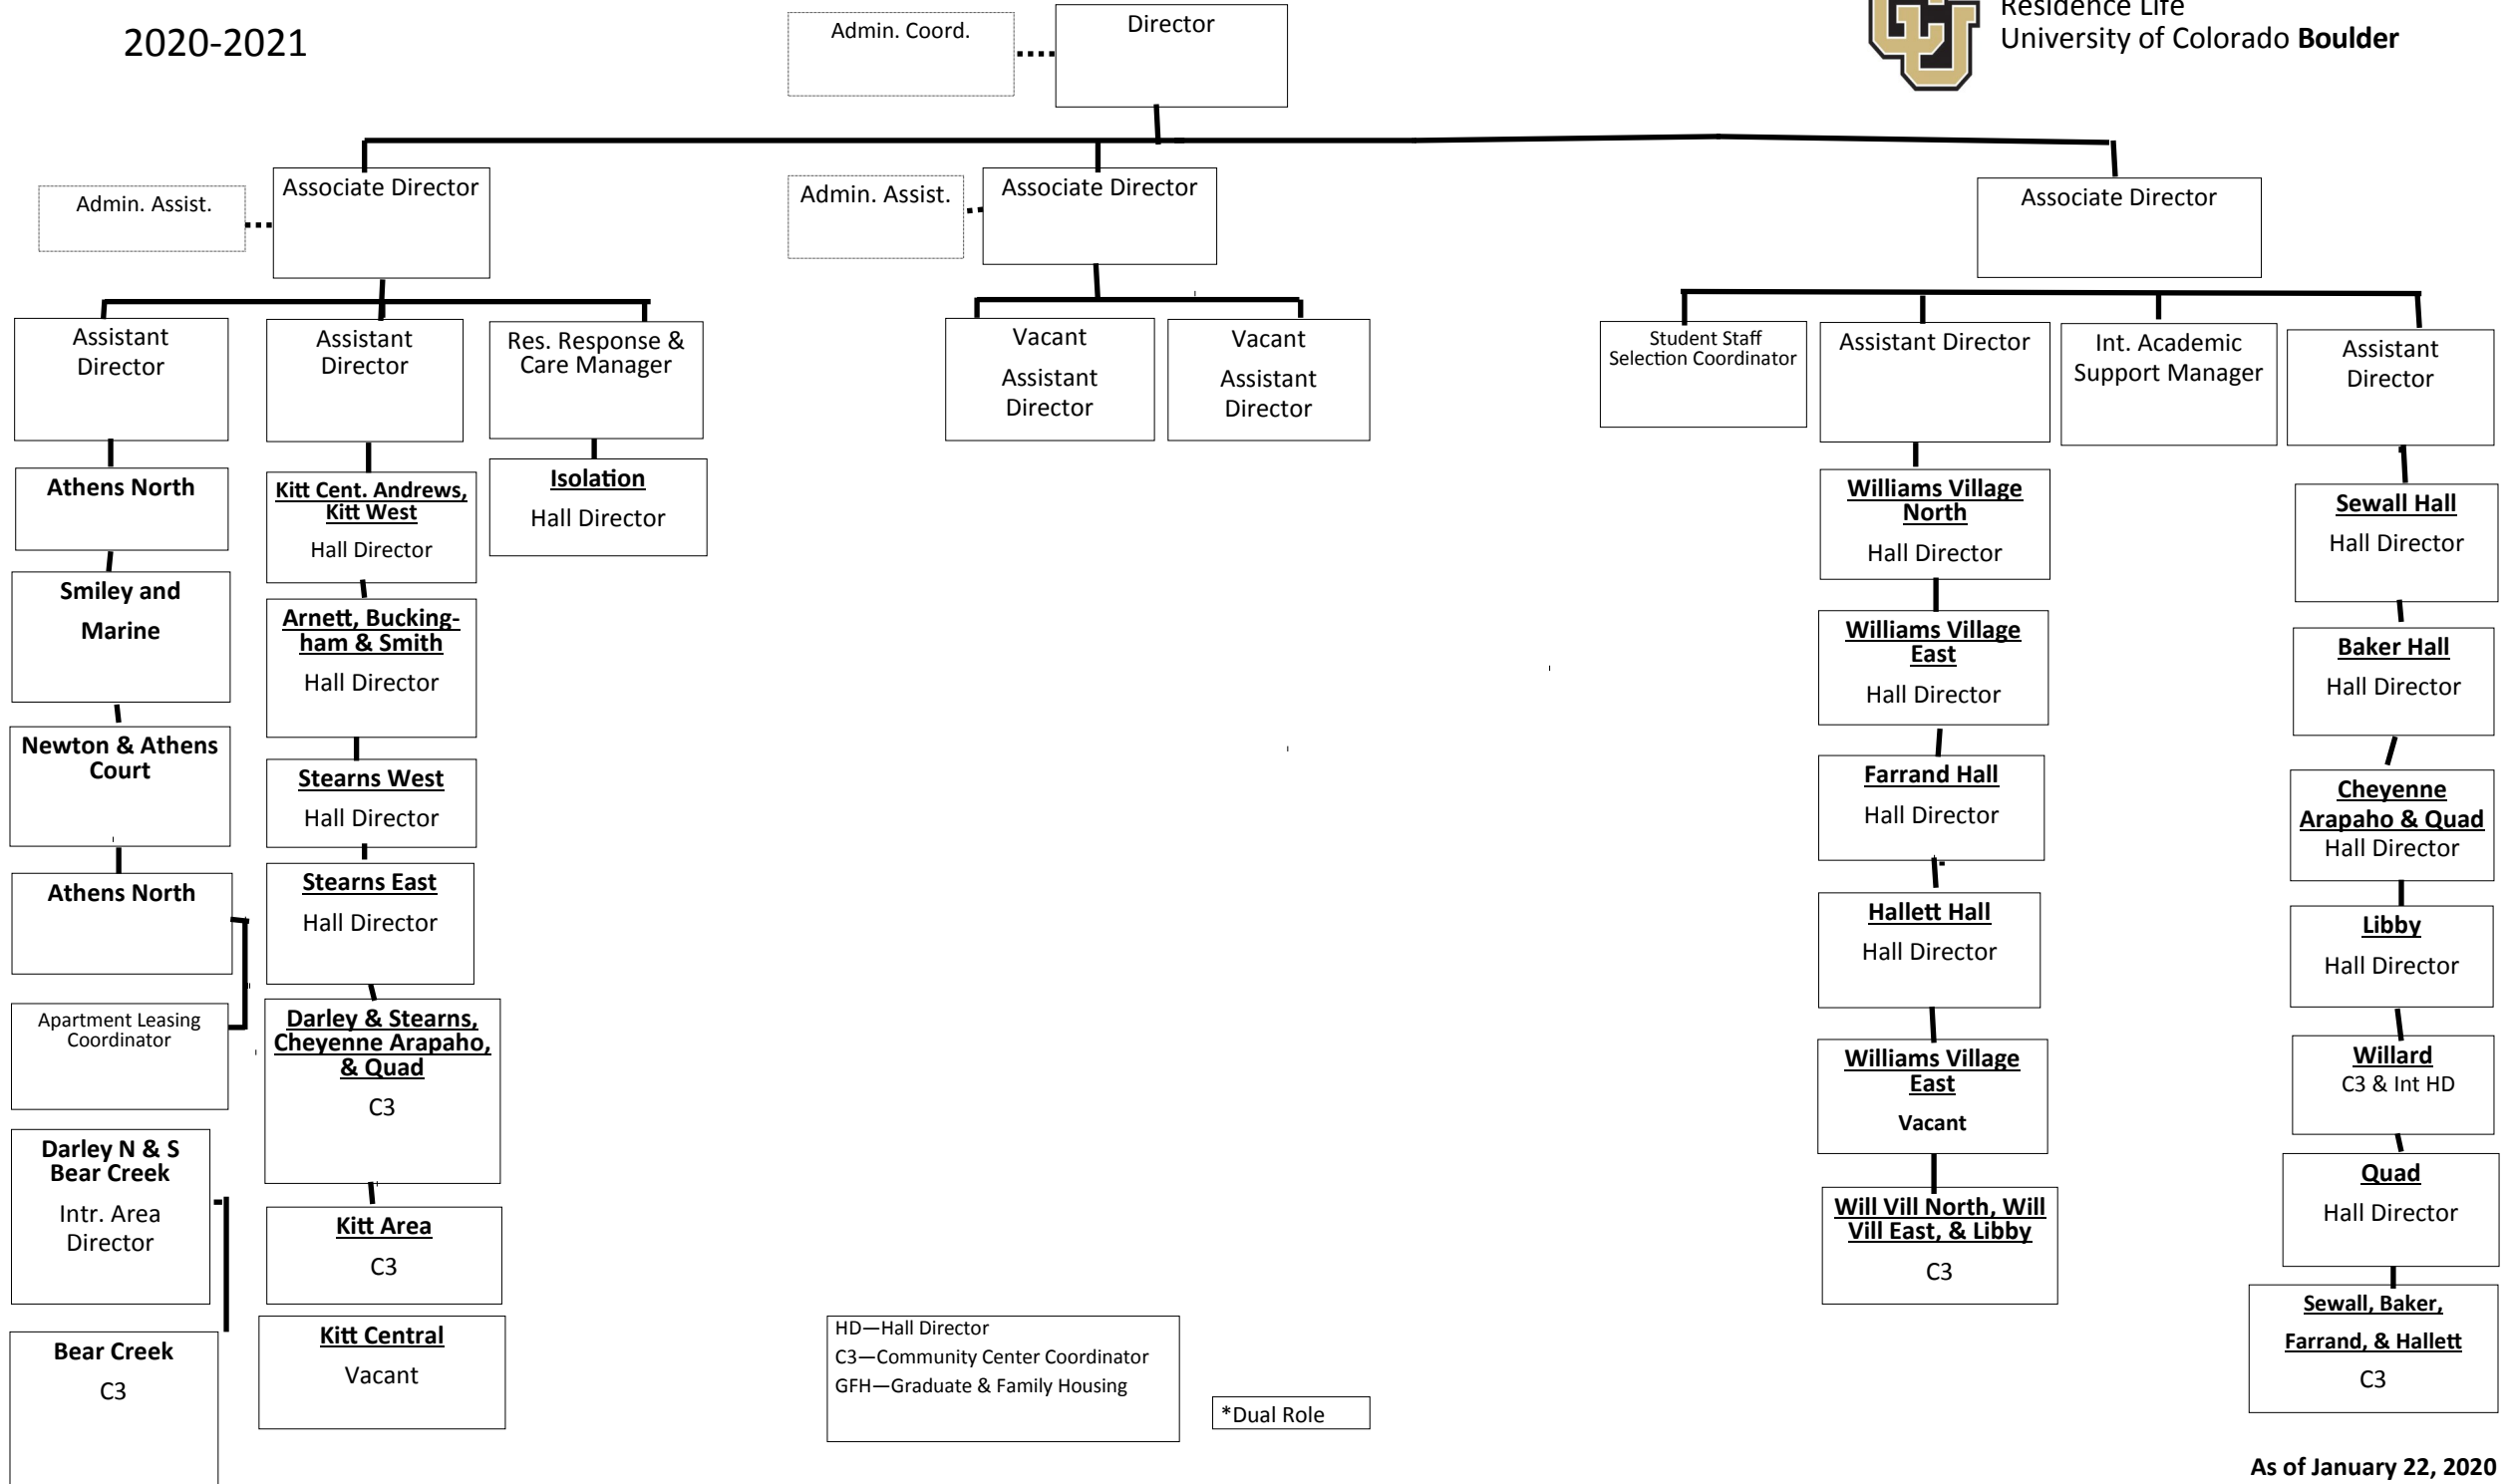 2020-2021
Admin. Coord.
Director
Residence Life
University of Colorado Boulder
Admin. Assist.
Associate Director
Admin. Assist.
Associate Director
Associate Director
Assistant
Director
Assistant
Director
Res. Response &
Care Manager
Vacant
Assistant
Director
Vacant
Assistant
Director
Student Staff
Selection Coordinator
Assistant Director
Int. Academic
Support Manager
Assistant
Director
Athens North
Smiley and
Marine
Newton & Athens
Court
Athens North
Apartment Leasing
Coordinator
Darley N & S
Bear Creek
Intr. Area
Director
Bear Creek
C3
Kitt Cent. Andrews,
Kitt West
Hall Director
Arnett, Bucking-
ham & Smith
Hall Director
Stearns West
Hall Director
Stearns East
Hall Director
Darley & Stearns,
Cheyenne Arapaho,
& Quad
C3
Kitt Area
C3
Kitt Central
Vacant
Isolation
Hall Director
Williams Village
North
Hall Director
Williams Village
East
Hall Director
Farrand Hall
Hall Director
Hallett Hall
Hall Director
Williams Village
East
Vacant
Will Vill North, Will
Vill East, & Libby
C3
Sewall Hall
Hall Director
Baker Hall
Hall Director
Cheyenne
Arapaho & Quad
Hall Director
Libby
Hall Director
Willard
C3 & Int HD
Quad
Hall Director
Sewall, Baker,
Farrand, & Hallett
C3
HD—Hall Director
C3—Community Center Coordinator
GFH—Graduate & Family Housing
*Dual Role
As of January 22, 2020